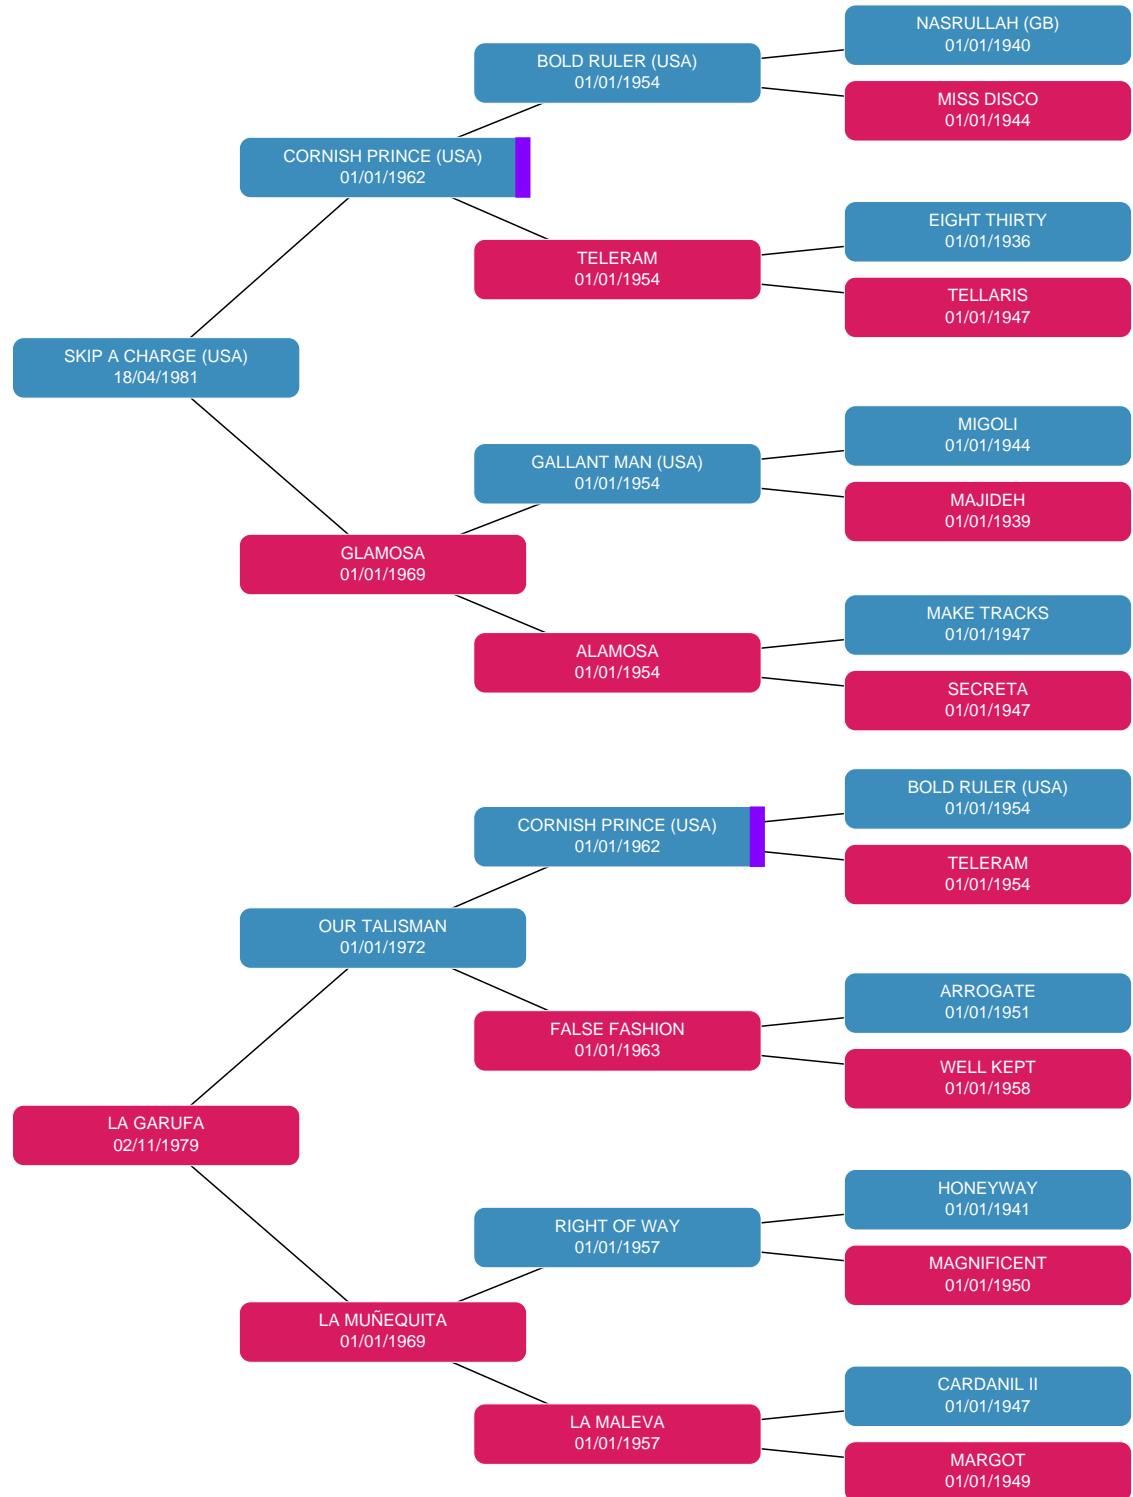 NASRULLAH (GB)
01/01/1940
BOLD RULER (USA)
01/01/1954
MISS DISCO
01/01/1944
CORNISH PRINCE (USA)
01/01/1962
EIGHT THIRTY
01/01/1936
TELERAM
01/01/1954
TELLARIS
01/01/1947
SKIP A CHARGE (USA)
18/04/1981
MIGOLI
01/01/1944
GALLANT MAN (USA)
01/01/1954
MAJIDEH
01/01/1939
GLAMOSA
01/01/1969
MAKE TRACKS
01/01/1947
ALAMOSA
01/01/1954
SECRETA
01/01/1947
BOLD RULER (USA)
01/01/1954
CORNISH PRINCE (USA)
01/01/1962
TELERAM
01/01/1954
OUR TALISMAN
01/01/1972
ARROGATE
01/01/1951
FALSE FASHION
01/01/1963
WELL KEPT
01/01/1958
LA GARUFA
02/11/1979
HONEYWAY
01/01/1941
RIGHT OF WAY
01/01/1957
MAGNIFICENT
01/01/1950
LA MUÑEQUITA
01/01/1969
CARDANIL II
01/01/1947
LA MALEVA
01/01/1957
MARGOT
01/01/1949